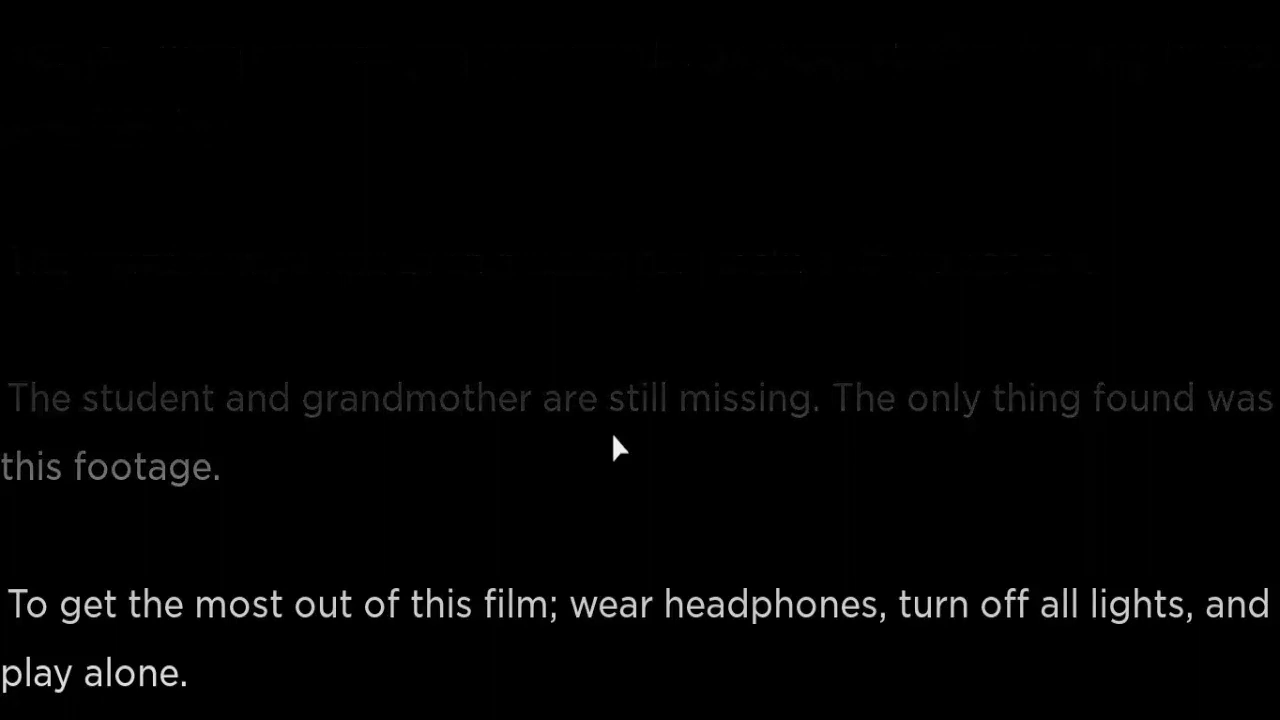 The student and grandmother are still missing. The only thing found was
this footage.
To get the most out of this film; wear headphones, turn off all lights, and
play alone.